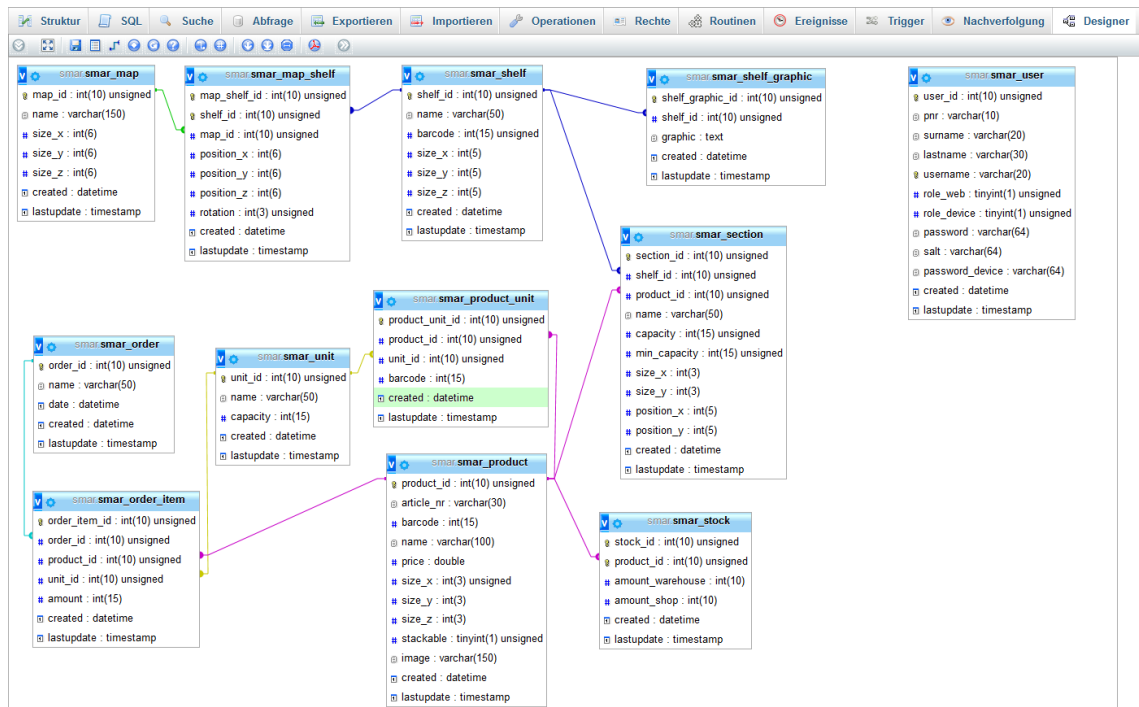 Struktur SQL Suche Abfrage Exportieren Importieren Operationen Rechte Routinen Ereignisse Trigger Nachverfolgung Designer
v smar.smar_map
map_id : int(10) unsigned
name : varchar(150)
size_x : int(6)
size_y : int(6)
size_z : int(6)
created : datetime
lastupdate : timestamp
v smar.smar_map_shelf
map_shelf_id : int(10) unsigned
shelf_id : int(10) unsigned
map_id : int(10) unsigned
position_x : int(6)
position_y : int(6)
position_z : int(6)
rotation : int(3) unsigned
created : datetime
lastupdate : timestamp
v smar.smar_shelf
shelf_id : int(10) unsigned
name : varchar(50)
barcode : int(15) unsigned
size_x : int(5)
size_y : int(5)
size_z : int(5)
created : datetime
lastupdate : timestamp
v smar.smar_shelf_graphic
shelf_graphic_id : int(10) unsigned
shelf_id : int(10) unsigned
graphic : text
created : datetime
lastupdate : timestamp
v smar.smar_user
user_id : int(10) unsigned
pnr : varchar(10)
surname : varchar(20)
lastname : varchar(30)
username : varchar(20)
role_web : tinyint(1) unsigned
role_device : tinyint(1) unsigned
password : varchar(64)
salt : varchar(64)
password_device : varchar(64)
created : datetime
lastupdate : timestamp
v smar.smar_section
section_id : int(10) unsigned
shelf_id : int(10) unsigned
product_id : int(10) unsigned
name : varchar(50)
capacity : int(15) unsigned
min_capacity : int(15) unsigned
size_x : int(3)
size_y : int(3)
position_x : int(5)
position_y : int(5)
created : datetime
lastupdate : timestamp
v smar.smar_product_unit
product_unit_id : int(10) unsigned
product_id : int(10) unsigned
unit_id : int(10) unsigned
barcode : int(15)
created : datetime
lastupdate : timestamp
v smar.smar_order
order_id : int(10) unsigned
name : varchar(50)
date : datetime
created : datetime
lastupdate : timestamp
v smar.smar_unit
unit_id : int(10) unsigned
name : varchar(50)
capacity : int(15)
created : datetime
lastupdate : timestamp
v smar.smar_order_item
order_item_id : int(10) unsigned
order_id : int(10) unsigned
product_id : int(10) unsigned
unit_id : int(10) unsigned
amount : int(15)
created : datetime
lastupdate : timestamp
v smar.smar_product
product_id : int(10) unsigned
article_nr : varchar(30)
barcode : int(15)
name : varchar(100)
price : double
size_x : int(3) unsigned
size_y : int(3)
size_z : int(3)
stackable : tinyint(1) unsigned
image : varchar(150)
created : datetime
lastupdate : timestamp
v smar.smar_stock
stock_id : int(10) unsigned
product_id : int(10) unsigned
amount_warehouse : int(10)
amount_shop : int(10)
created : datetime
lastupdate : timestamp